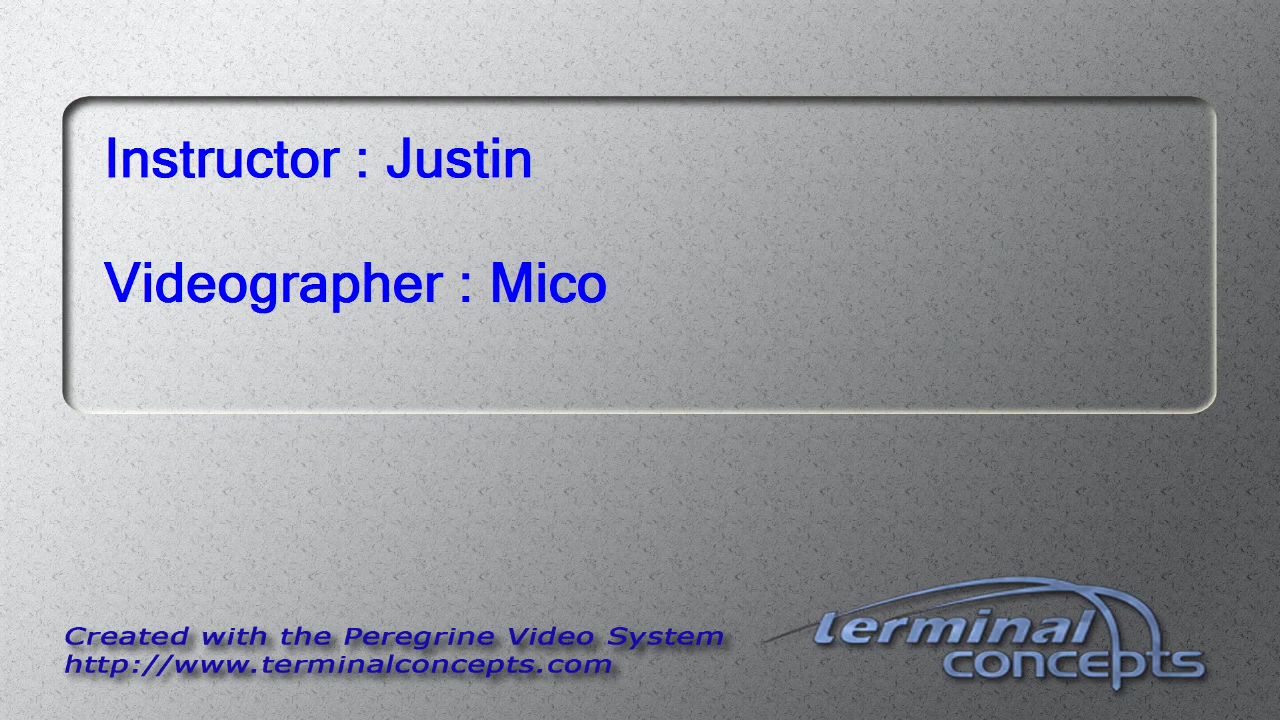 Instructor : Justin
Videographer : Mico
Created with the Peregrine Video System
http://www.terminalconcepts.com
terminal
concepts